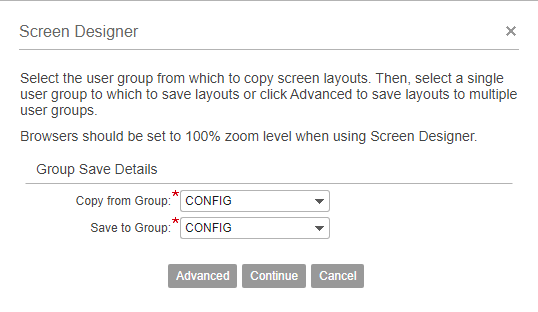 Screen Designer
Select the user group from which to copy screen layouts. Then, select a single
user group to which to save layouts or click Advanced to save layouts to multiple
user groups.
Browsers should be set to 100% zoom level when using Screen Designer.
Group Save Details
Copy from Group:* CONFIG
Save to Group:* CONFIG
Advanced Continue Cancel